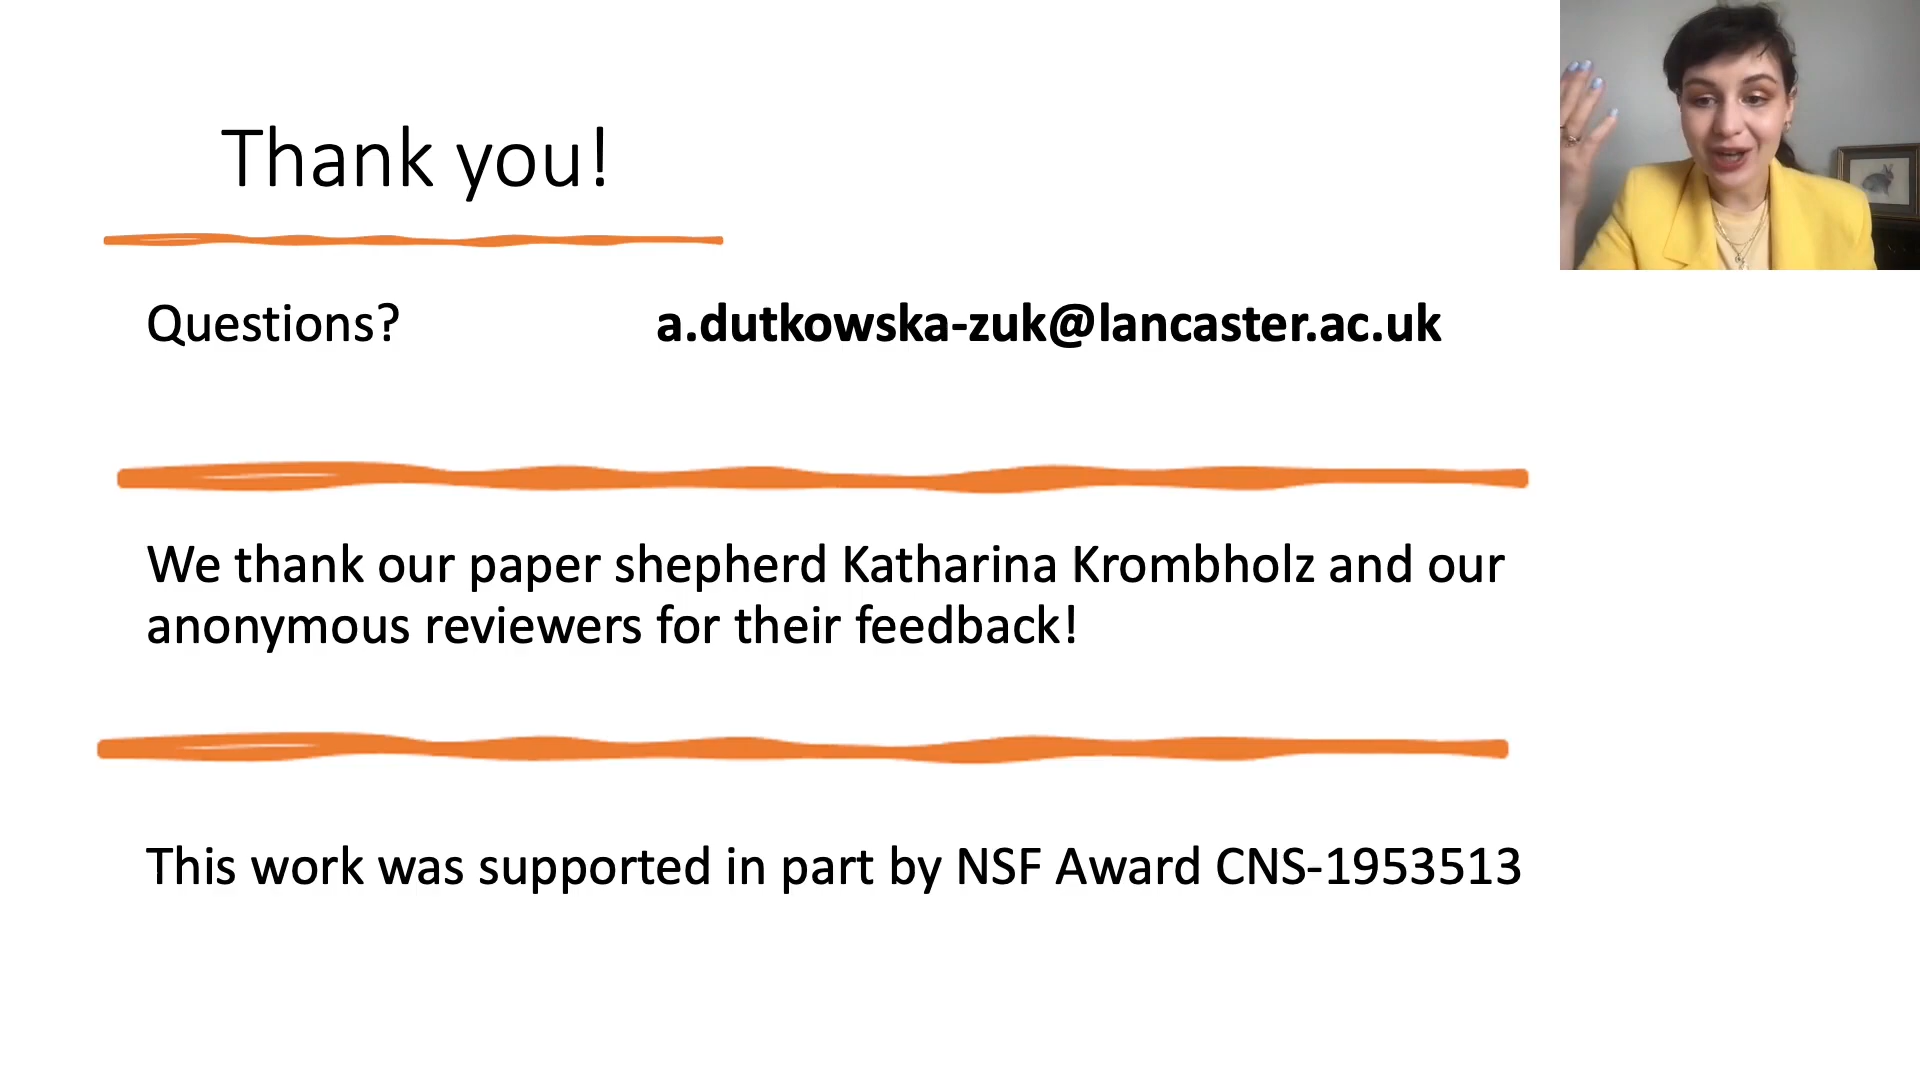 Thank you!
Questions? a.dutkowska-zuk@lancaster.ac.uk
We thank our paper shepherd Katharina Krombholz and our
anonymous reviewers for their feedback!
This work was supported in part by NSF Award CNS-1953513